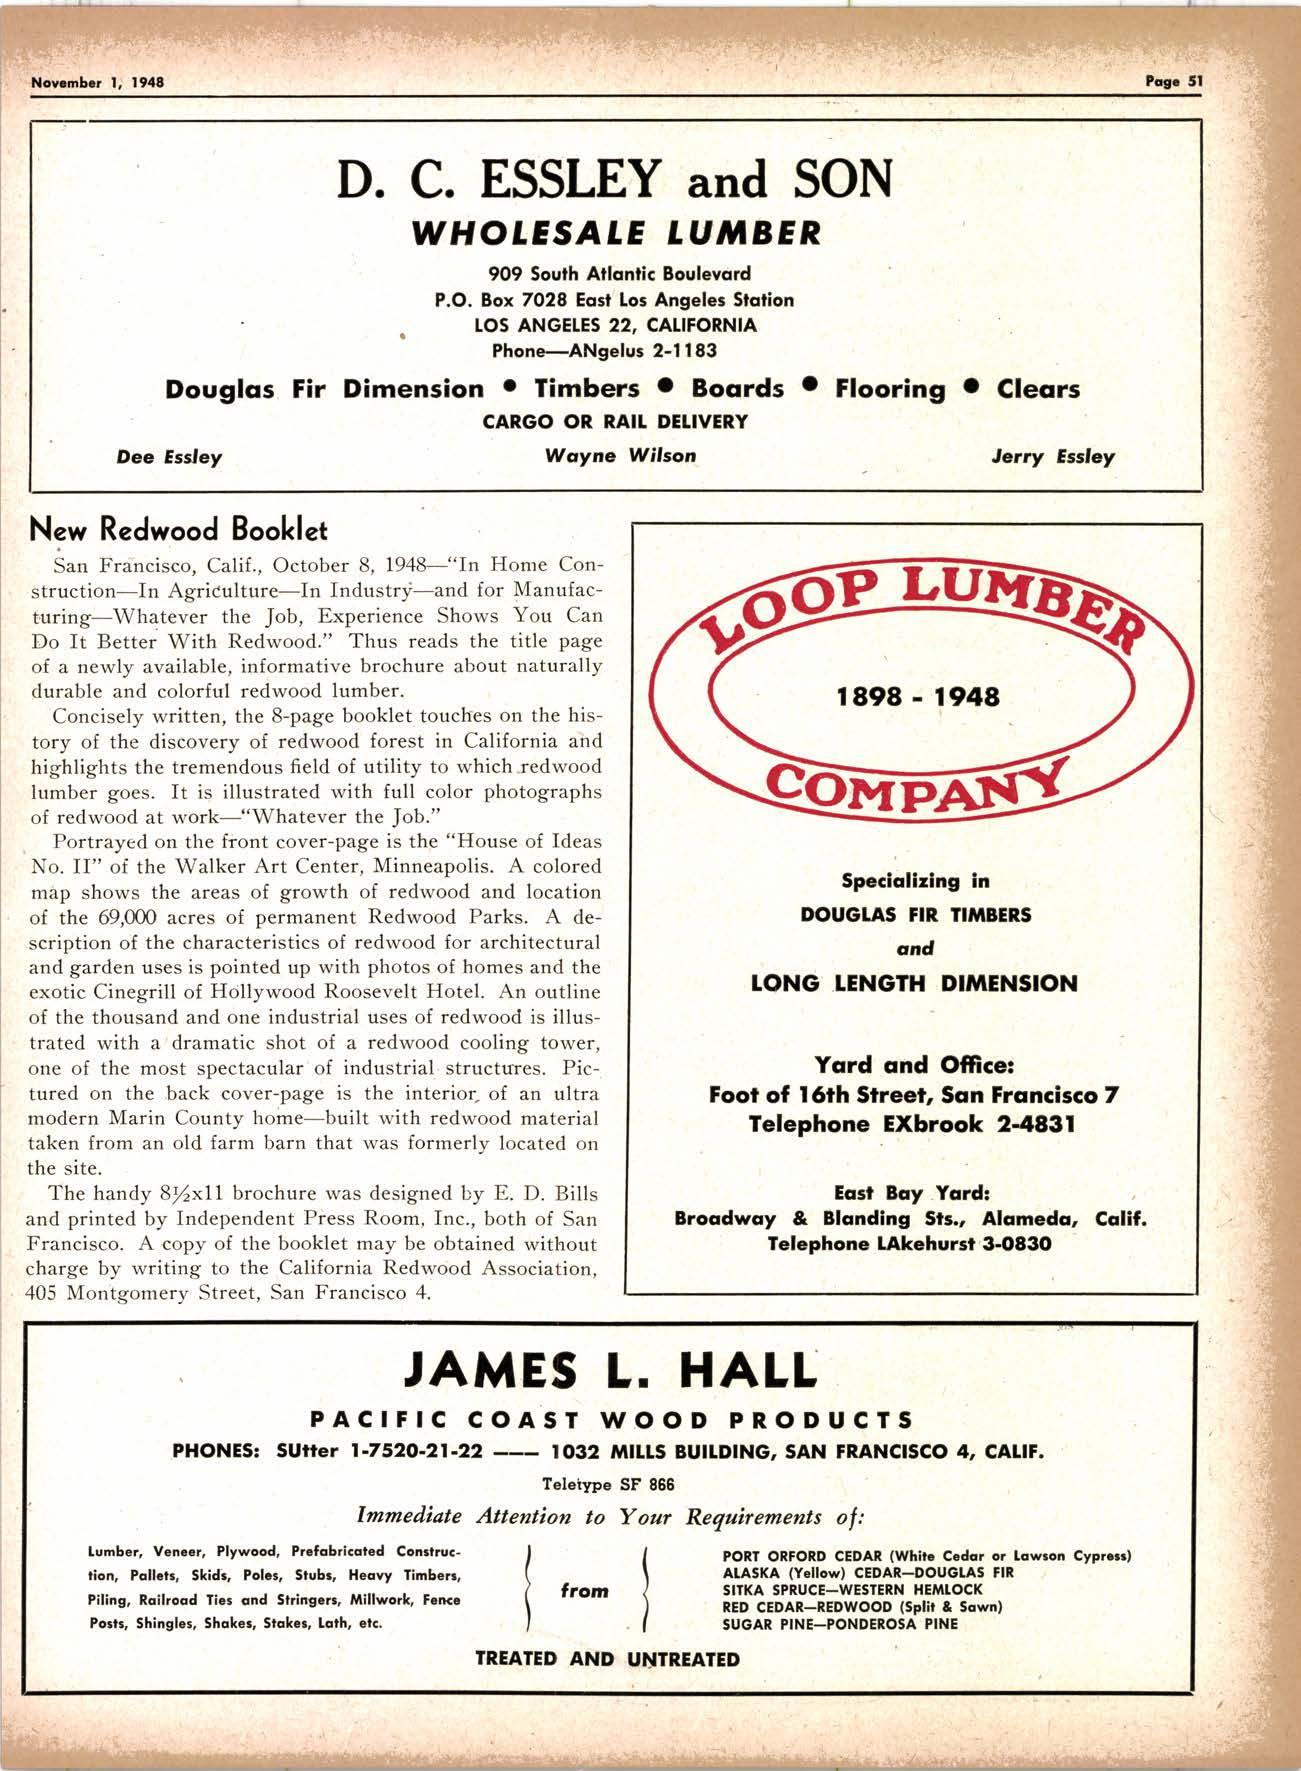 November 1, 1948
Page 51
D. C. ESSLEY and SON
WHOLESALE LUMBER
909 South Atlantic Boulevard
P.O. Box 7028 East Los Angeles Station
LOS ANGELES 22, CALIFORNIA
Phone—ANgelus 2-1183
Douglas Fir Dimension • Timbers • Boards • Flooring • Clears
CARGO OR RAIL DELIVERY
Dee Essley Wayne Wilson Jerry Essley
New Redwood Booklet
San Francisco, Calif., October 8, 1948—“In Home Con-
struction—In Agriculture—In Industry—and for Manufac-
turing—Whatever the Job, Experience Shows You Can
Do It Better With Redwood.” Thus reads the title page
of a newly available, informative brochure about naturally
durable and colorful redwood lumber.
Concisely written, the 8-page booklet touches on the his-
tory of the discovery of redwood forest in California and
highlights the tremendous field of utility to which redwood
lumber goes. It is illustrated with full color photographs
of redwood at work—“Whatever the Job.”
Portrayed on the front cover-page is the “House of Ideas
No. II” of the Walker Art Center, Minneapolis. A colored
map shows the areas of growth of redwood and location
of the 69,000 acres of permanent Redwood Parks. A de-
scription of the characteristics of redwood for architectural
and garden uses is pointed up with photos of homes and the
exotic Cinegrill of Hollywood Roosevelt Hotel. An outline
of the thousand and one industrial uses of redwood is illus-
trated with a dramatic shot of a redwood cooling tower,
one of the most spectacular of industrial structures. Pic-
tured on the back cover-page is the interior of an ultra
modern Marin County home—built with redwood material
taken from an old farm barn that was formerly located on
the site.
The handy 8½x11 brochure was designed by E. D. Bills
and printed by Independent Press Room, Inc., both of San
Francisco. A copy of the booklet may be obtained without
charge by writing to the California Redwood Association,
405 Montgomery Street, San Francisco 4.
LOOP LUMBER
1898 - 1948
COMPANY
Specializing in
DOUGLAS FIR TIMBERS
and
LONG LENGTH DIMENSION
Yard and Office:
Foot of 16th Street, San Francisco 7
Telephone EXbrook 2-4831
East Bay Yard:
Broadway & Blanding Sts., Alameda, Calif.
Telephone LAkehurst 3-0830
JAMES L. HALL
PACIFIC COAST WOOD PRODUCTS
PHONES: SUtter 1-7520-21-22 ——— 1032 MILLS BUILDING, SAN FRANCISCO 4, CALIF.
Teletype SF 866
Immediate Attention to Your Requirements of:
Lumber, Veneer, Plywood, Prefabricated Construc-
tion, Pallets, Skids, Poles, Stubs, Heavy Timbers,
Piling, Railroad Ties and Stringers, Millwork, Fence
Posts, Shingles, Shakes, Stakes, Lath, etc.
from
PORT ORFORD CEDAR (White Cedar or Lawson Cypress)
ALASKA (Yellow) CEDAR—DOUGLAS FIR
SITKA SPRUCE—WESTERN HEMLOCK
RED CEDAR—REDWOOD (Split & Sawn)
SUGAR PINE—PONDEROSA PINE
TREATED AND UNTREATED